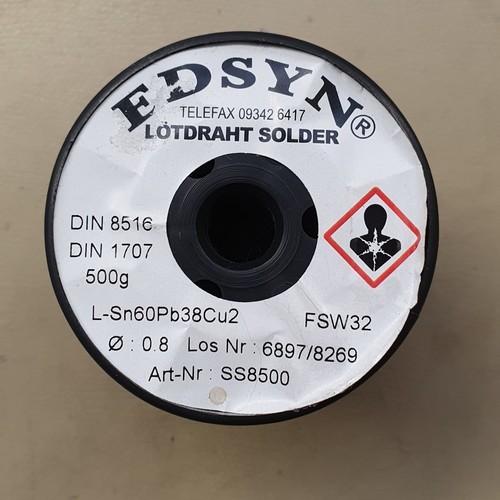 EDSYN®
TELEFAX 09342 6417
LÖTDRAHT SOLDER
DIN 8516
DIN 1707
500g
L-Sn60Pb38Cu2 FSW32
Ø : 0.8 Los Nr : 6897/8269
Art-Nr : SS8500